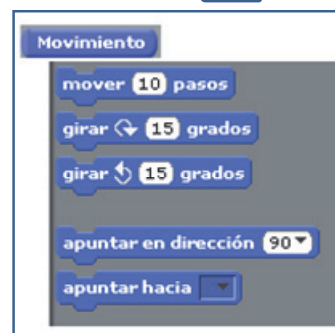 Movimiento
mover 10 pasos
girar 15 grados
girar 15 grados
apuntar en dirección 90
apuntar hacia